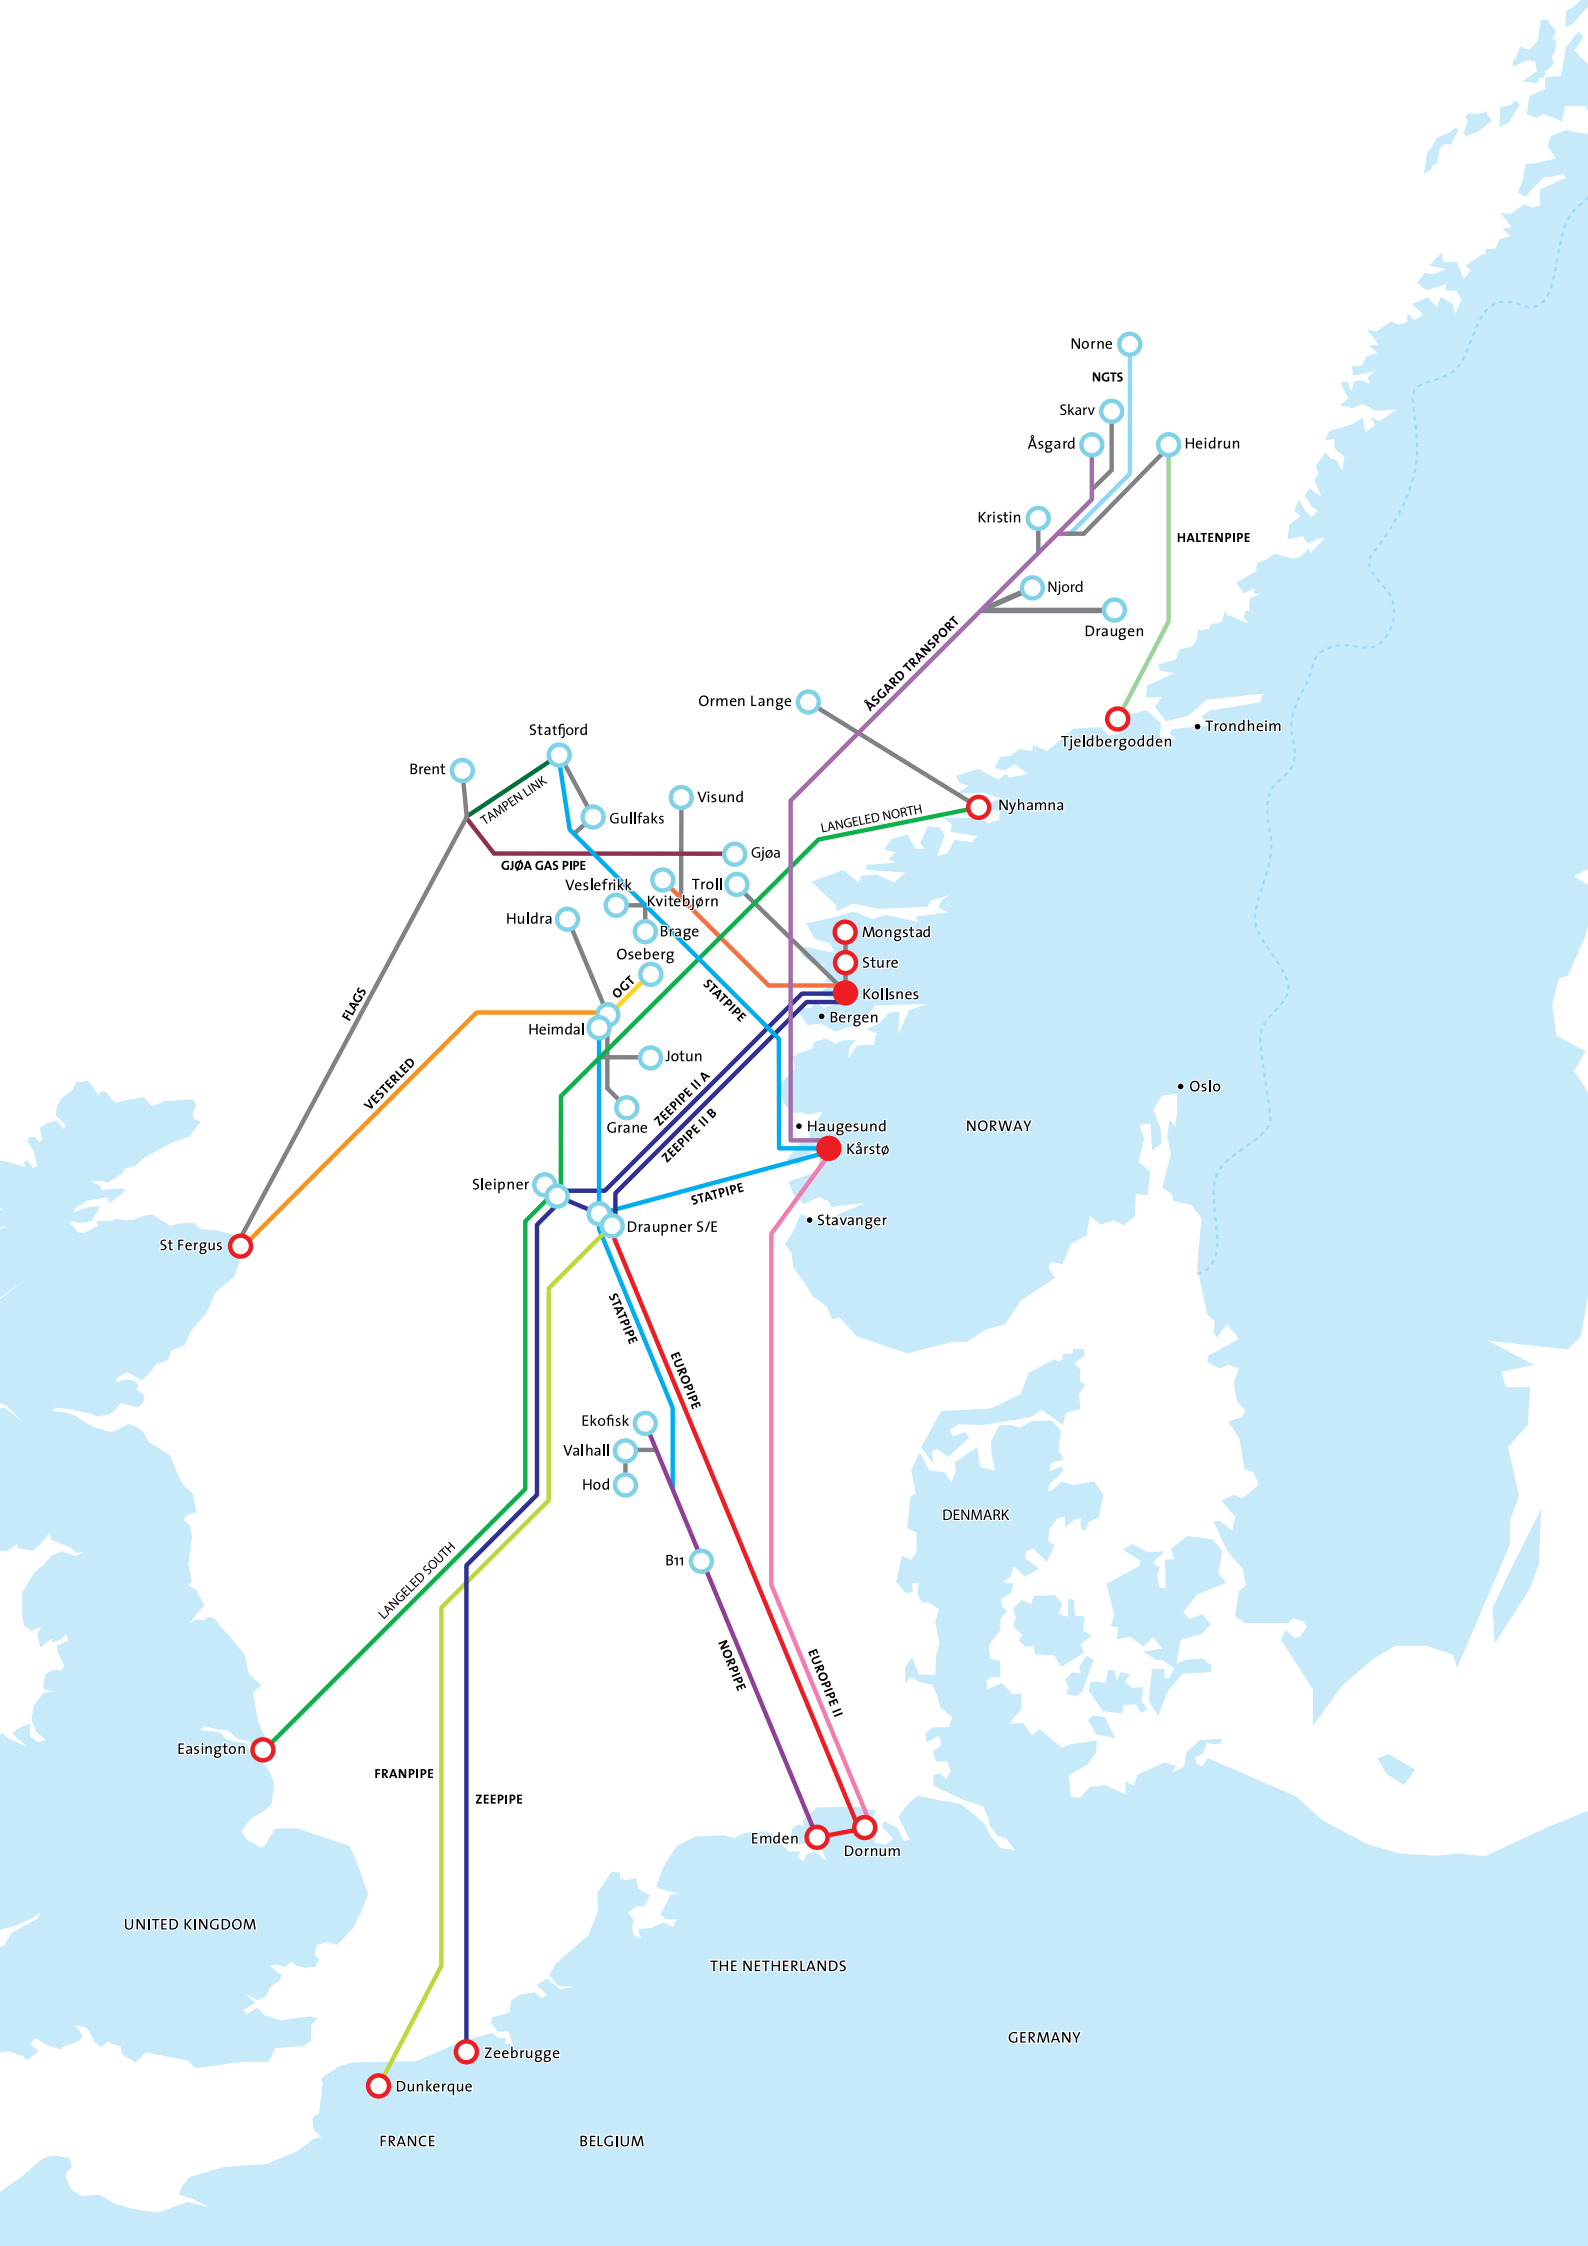 Norne
NGTS
Skarv
Åsgard
Heidrun
Kristin
HALTENPIPE
Njord
Draugen
ÅSGARD TRANSPORT
Ormen Lange
Trondheim
Tjeldbergodden
Statfjord
Brent
TAMPEN LINK
Visund
Nyhamna
Gullfaks
LANGELED NORTH
Gjøa
GJØA GAS PIPE
Veslefrikk
Troll
Kvitebjørn
Huldra
Brage
Mongstad
Oseberg
Sture
OGT
STATPIPE
Kollsnes
FLAGS
Bergen
Heimdal
Jotun
VESTERLED
ZEEPIPE II A
Oslo
Grane
ZEEPIPE II B
Haugesund
NORWAY
Kårstø
Sleipner
STATPIPE
Stavanger
Draupner S/E
St Fergus
STATPIPE
EUROPIPE
Ekofisk
Valhall
Hod
DENMARK
B11
LANGELED SOUTH
NORPIPE
EUROPIPE II
Easington
FRANPIPE
ZEEPIPE
Emden
Dornum
UNITED KINGDOM
THE NETHERLANDS
GERMANY
Zeebrugge
Dunkerque
FRANCE
BELGIUM